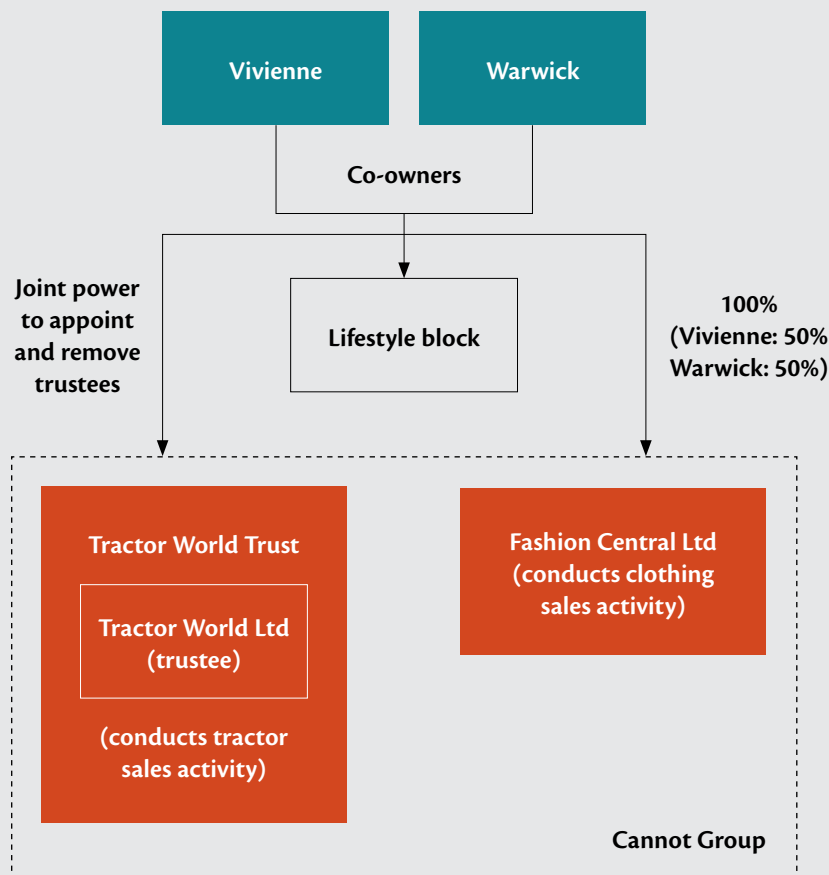 Vivienne
Warwick
Co-owners
Joint power
to appoint
and remove
trustees
Lifestyle block
100%
(Vivienne: 50%
Warwick: 50%)
Tractor World Trust
Tractor World Ltd
(trustee)
(conducts tractor
sales activity)
Fashion Central Ltd
(conducts clothing
sales activity)
Cannot Group